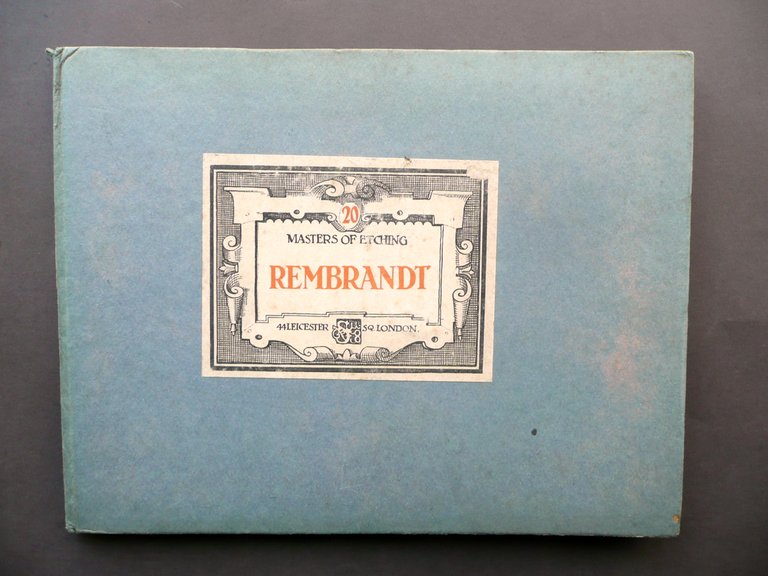 20
MASTERS OF ETCHING
REMBRANDT
44 LEICESTER SQ. LONDON.